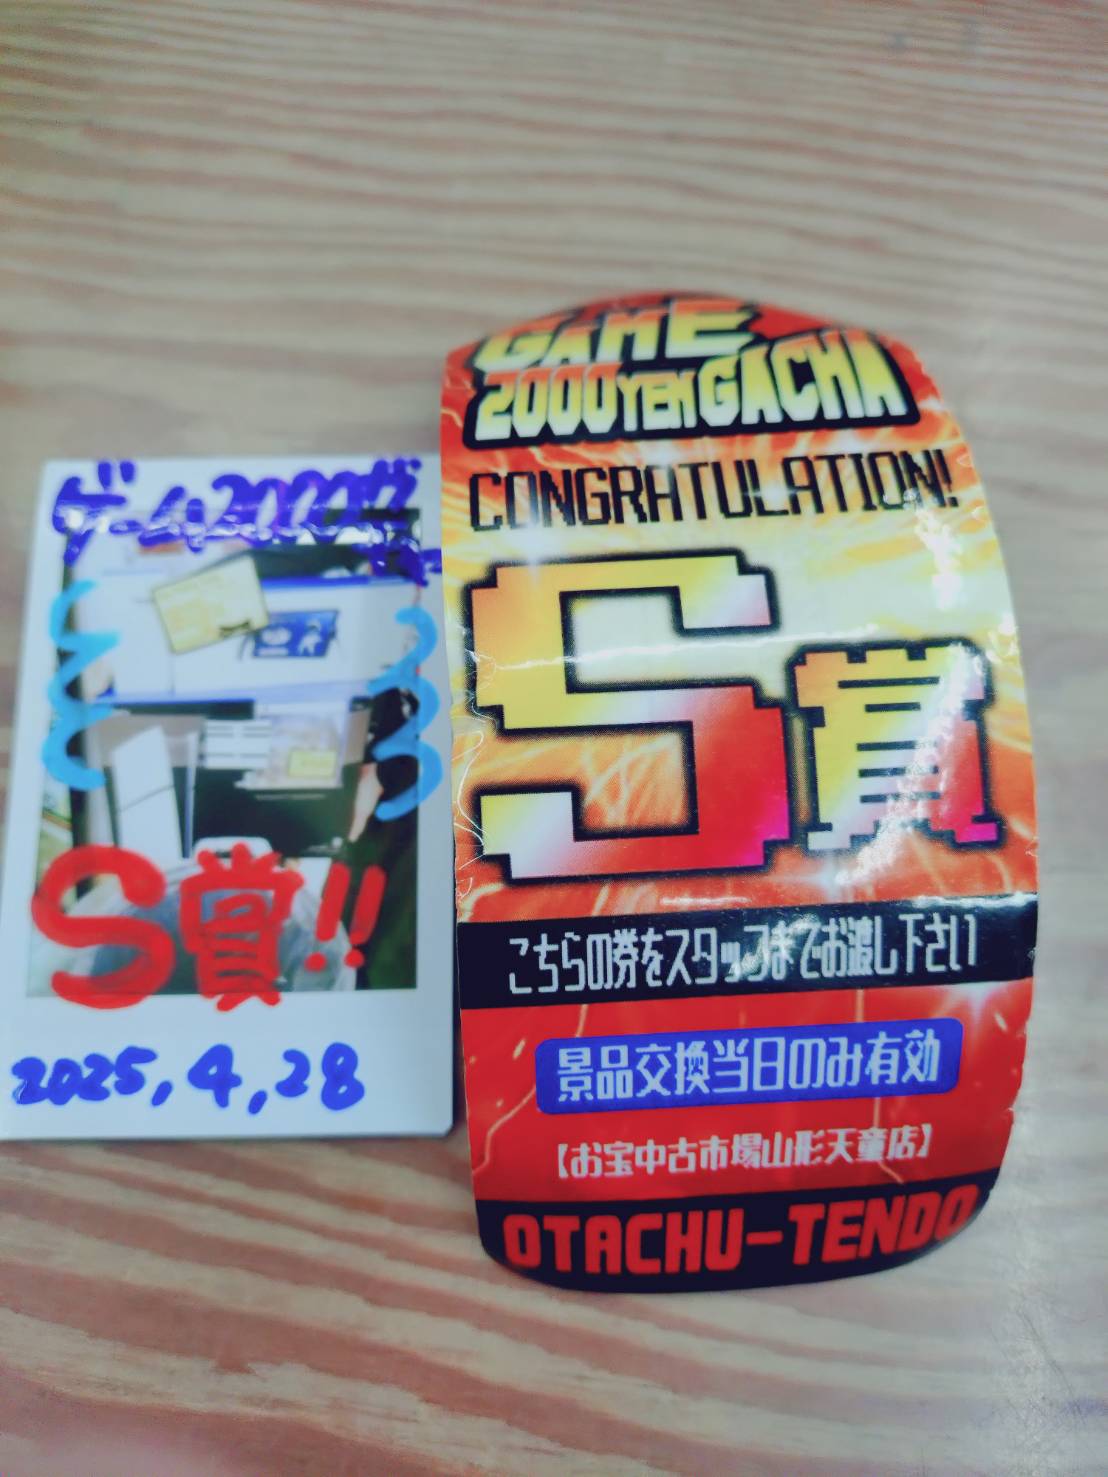 ゲーム2000ガ
S賞!!
2025,4,28
GAME
2000YENGACHA
CONGRATULATION!
S賞
こちらの券をスタッフまでお渡し下さい
景品交換当日のみ有効
【お宝中古市場山形天童店】
OTACHU-TENDO